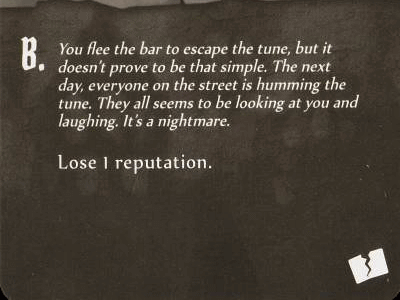 B. You flee the bar to escape the tune, but it
doesn't prove to be that simple. The next
day, everyone on the street is humming the
tune. They all seems to be looking at you and
laughing. It's a nightmare.
Lose 1 reputation.